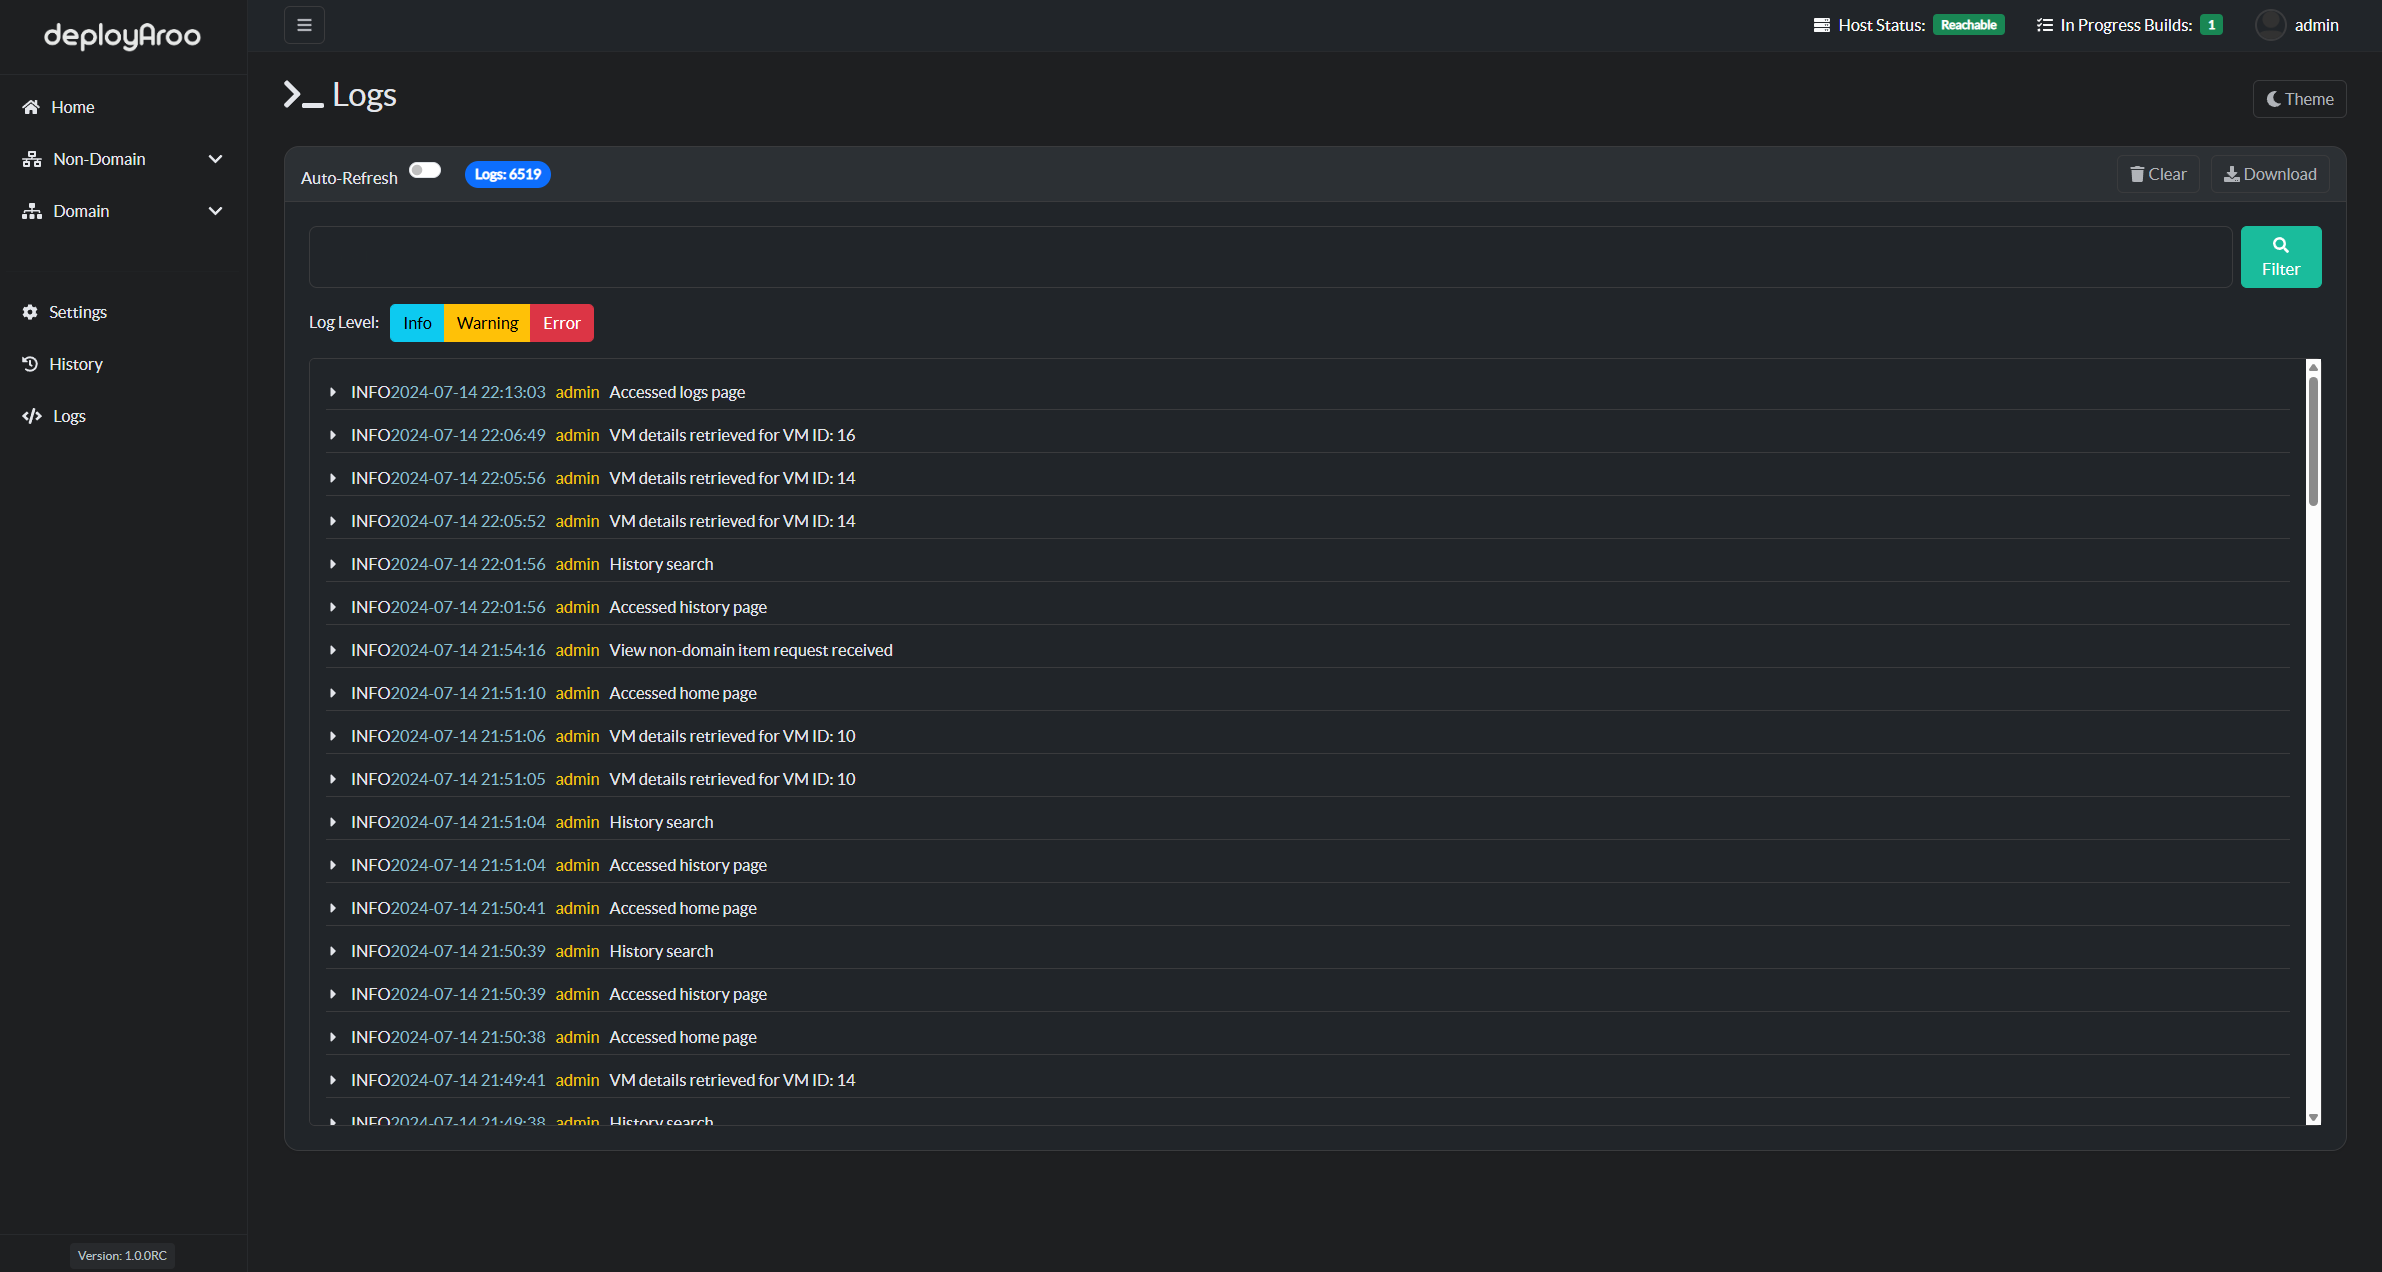 deployAroo
Host Status: Reachable
In Progress Builds: 1
admin
Home
Non-Domain
Domain
Settings
History
Logs
Logs
Theme
Auto-Refresh
Logs: 6519
Clear
Download
Filter
Log Level: Info Warning Error
INFO2024-07-14 22:13:03 admin Accessed logs page
INFO2024-07-14 22:06:49 admin VM details retrieved for VM ID: 16
INFO2024-07-14 22:05:56 admin VM details retrieved for VM ID: 14
INFO2024-07-14 22:05:52 admin VM details retrieved for VM ID: 14
INFO2024-07-14 22:01:56 admin History search
INFO2024-07-14 22:01:56 admin Accessed history page
INFO2024-07-14 21:54:16 admin View non-domain item request received
INFO2024-07-14 21:51:10 admin Accessed home page
INFO2024-07-14 21:51:06 admin VM details retrieved for VM ID: 10
INFO2024-07-14 21:51:05 admin VM details retrieved for VM ID: 10
INFO2024-07-14 21:51:04 admin History search
INFO2024-07-14 21:51:04 admin Accessed history page
INFO2024-07-14 21:50:41 admin Accessed home page
INFO2024-07-14 21:50:39 admin History search
INFO2024-07-14 21:50:39 admin Accessed history page
INFO2024-07-14 21:50:38 admin Accessed home page
INFO2024-07-14 21:49:41 admin VM details retrieved for VM ID: 14
INFO2024-07-14 21:49:38 admin History search
Version: 1.0.0RC